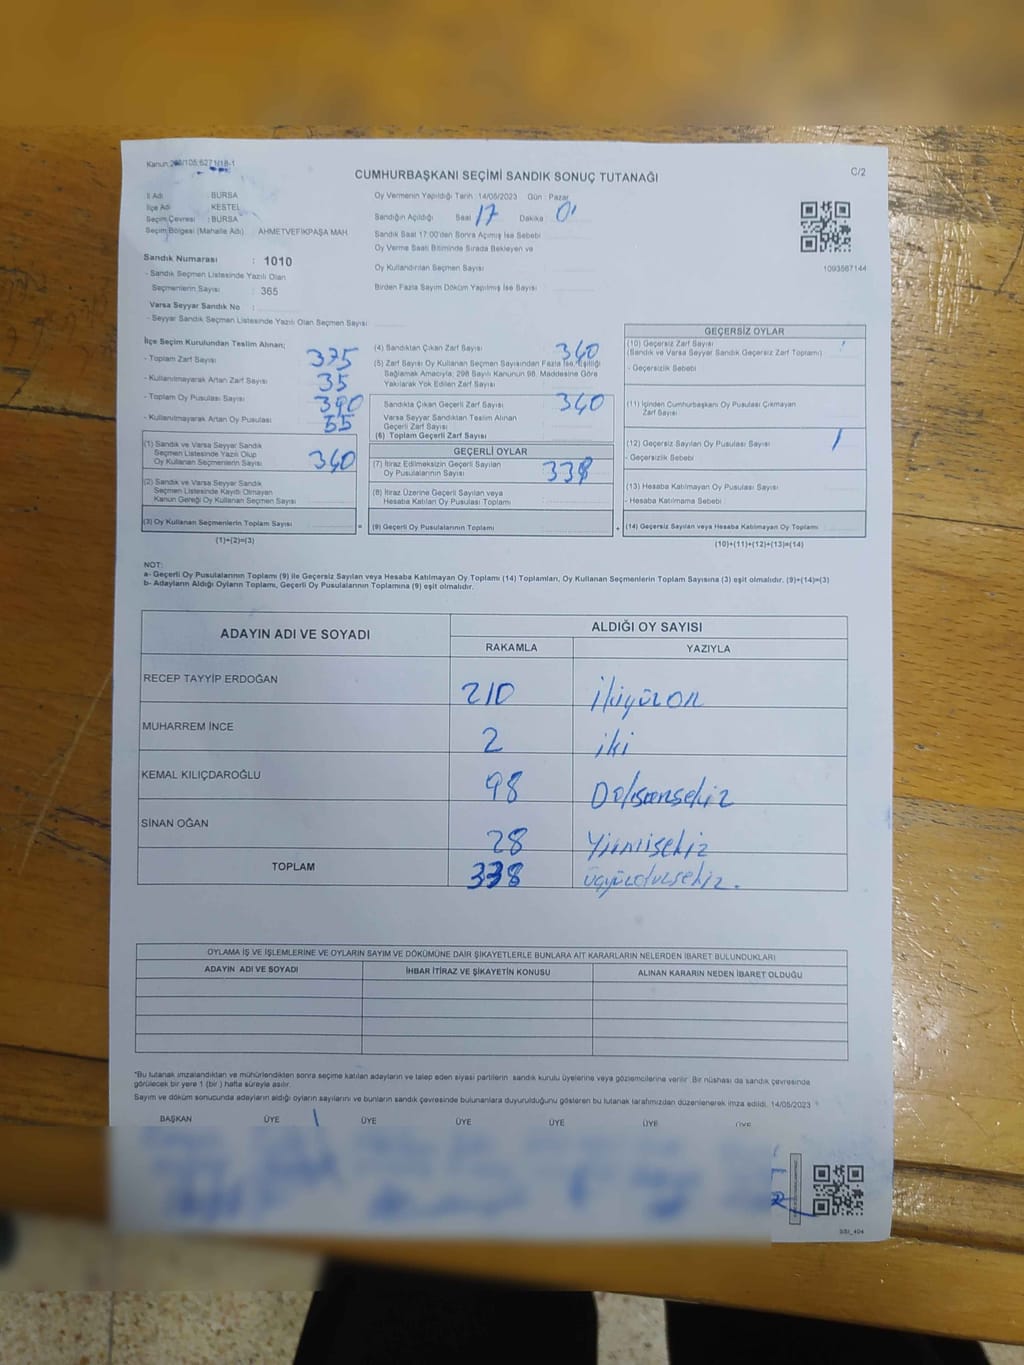 Kanun:298/105;6271/18-1
CUMHURBAŞKANI SEÇİMİ SANDIK SONUÇ TUTANAĞI
C/2
İl Adı : BURSA
İlçe Adı : KESTEL
Seçim Çevresi : BURSA
Seçim Bölgesi (Mahalle Adı) : AHMETVEFİKPAŞA MAH.
Sandık Numarası : 1010
- Sandık Seçmen Listesinde Yazılı Olan
Seçmenlerin Sayısı : 365
Varsa Seyyar Sandık No :
- Seyyar Sandık Seçmen Listesinde Yazılı Olan Seçmen Sayısı
Oy Vermenin Yapıldığı Tarih :14/05/2023 Gün : Pazar
Sandığın Açıldığı Saat 17 Dakika 01
Sandık Saat 17:00'den Sonra Açımış İse Sebebi
Oy Verme Saati Bitiminde Sırada Bekleyen ve
Oy Kullandırılan Seçmen Sayısı
Birden Fazla Sayım Döküm Yapılmış İse Sayısı
1093587144
İlçe Seçim Kurulundan Teslim Alınan;
- Toplam Zarf Sayısı 375
- Kullanılmayarak Artan Zarf Sayısı 35
- Toplam Oy Pusulası Sayısı 390
- Kullanılmayarak Artan Oy Pusulası 55
(1) Sandık ve Varsa Seyyar Sandık
Seçmen Listesinde Yazılı Olup
Oy Kullanan Seçmenlerin Sayısı 340
(2) Sandık ve Varsa Seyyar Sandık
Seçmen Listesinde Kaydı Olmayan
Kanun Gereği Oy Kullanan Seçmen Sayısı
(3) Oy Kullanan Seçmenlerin Toplam Sayısı =
(1)+(2)=(3)
(4) Sandıktan Çıkan Zarf Sayısı 340
(5) Zarf Sayısı Oy Kullanan Seçmen Sayısından Fazla İse, Eşitliği
Sağlamak Amacıyla, 298 Sayılı Kanunun 98. Maddesine Göre
Yakılarak Yok Edilen Zarf Sayısı
Sandıkta Çıkan Geçerli Zarf Sayısı 340
Varsa Seyyar Sandıktan Teslim Alınan
Geçerli Zarf Sayısı
(6) Toplam Geçerli Zarf Sayısı
GEÇERLİ OYLAR
(7) İtiraz Edilmeksizin Geçerli Sayılan
Oy Pusulalarının Sayısı 338
(8) İtiraz Üzerine Geçerli Sayılan veya
Hesaba Katılan Oy Pusulası Toplamı
(9) Geçerli Oy Pusulalarının Toplamı +
GEÇERSİZ OYLAR
(10) Geçersiz Zarf Sayısı
(Sandık ve Varsa Seyyar Sandık Geçersiz Zarf Toplamı)
- Geçersizlik Sebebi
(11) İçinden Cumhurbaşkanı Oy Pusulası Çıkmayan
Zarf Sayısı
(12) Geçersiz Sayılan Oy Pusulası Sayısı 1
- Geçersizlik Sebebi
(13) Hesaba Katılmayan Oy Pusulası Sayısı
- Hesaba Katılmama Sebebi
(14) Geçersiz Sayılan veya Hesaba Katılmayan Oy Toplamı
(10)+(11)+(12)+(13)=(14)
NOT:
a- Geçerli Oy Pusulalarının Toplamı (9) ile Geçersiz Sayılan veya Hesaba Katılmayan Oy Toplamı (14) Toplamları, Oy Kullanan Seçmenlerin Toplam Sayısına (3) eşit olmalıdır. (9)+(14)=(3)
b- Adayların Aldığı Oyların Toplamı, Geçerli Oy Pusulalarının Toplamına (9) eşit olmalıdır.
ADAYIN ADI VE SOYADI
ALDIĞI OY SAYISI
RAKAMLA YAZIYLA
RECEP TAYYİP ERDOĞAN 210 ikiyüzon
MUHARREM İNCE 2 iki
KEMAL KILIÇDAROĞLU 98 Doksansekiz
SİNAN OĞAN 28 Yirmisekiz
TOPLAM 338 üçyüzotuzsekiz.
OYLAMA İŞ VE İŞLEMLERİNE VE OYLARIN SAYIM VE DÖKÜMÜNE DAİR ŞİKAYETLERLE BUNLARA AİT KARARLARIN NELERDEN İBARET BULUNDUKLARI
ADAYIN ADI VE SOYADI İHBAR İTİRAZ VE ŞİKAYETİN KONUSU ALINAN KARARIN NEDEN İBARET OLDUĞU
*Bu tutanak imzalandıktan ve mühürlendikten sonra seçime katılan adayların ve talep eden siyasi partilerin sandık kurulu üyelerine veya gözlemcilerine verilir. Bir nüshası da sandık çevresinde
görülecek bir yere 1 (bir ) hafta süreyle asılır.
Sayım ve döküm sonucunda adayların aldığı oyların sayılarını ve bunların sandık çevresinde bulunanlara duyurulduğunu gösteren bu tutanak tarafımızdan düzenlenerek imza edildi. 14/05/2023
BAŞKAN ÜYE ÜYE ÜYE ÜYE ÜYE ÜYE
SSI_404